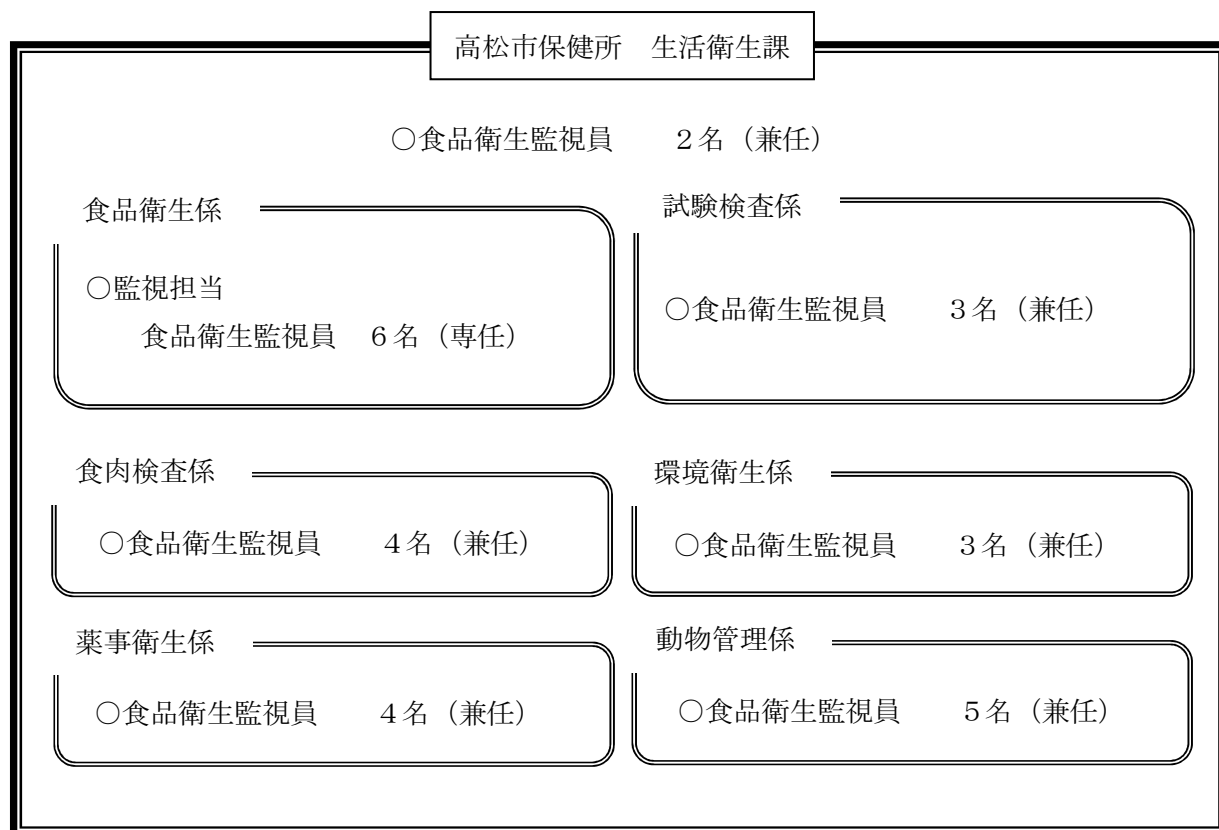 高松市保健所　生活衛生課
○食品衛生監視員　　２名（兼任）
食品衛生係
○監視担当
食品衛生監視員　６名（専任）
試験検査係
○食品衛生監視員　　３名（兼任）
食肉検査係
○食品衛生監視員　　４名（兼任）
環境衛生係
○食品衛生監視員　　３名（兼任）
薬事衛生係
○食品衛生監視員　　４名（兼任）
動物管理係
○食品衛生監視員　　５名（兼任）